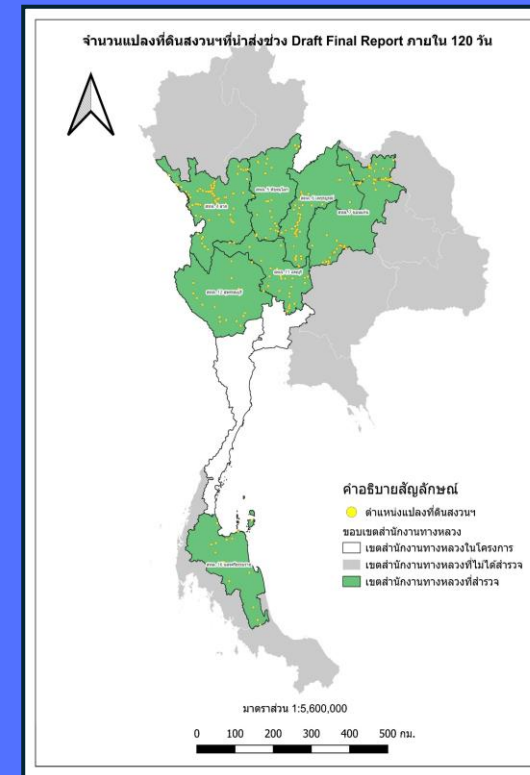 จำนวนแปลงที่ดินสงวนฯที่นำส่งช่วง Draft Final Report ภายใน 120 วัน
คำอธิบายสัญลักษณ์
ตำแหน่งแปลงที่ดินสงวนฯ
ขอบเขตสำนักงานทางหลวง
เขตสำนักงานทางหลวงในโครงการ
เขตสำนักงานทางหลวงที่ไม่ได้สำรวจ
เขตสำนักงานทางหลวงที่สำรวจ
มาตราส่วน 1:5,600,000
0 100 200 300 400 500 กม.